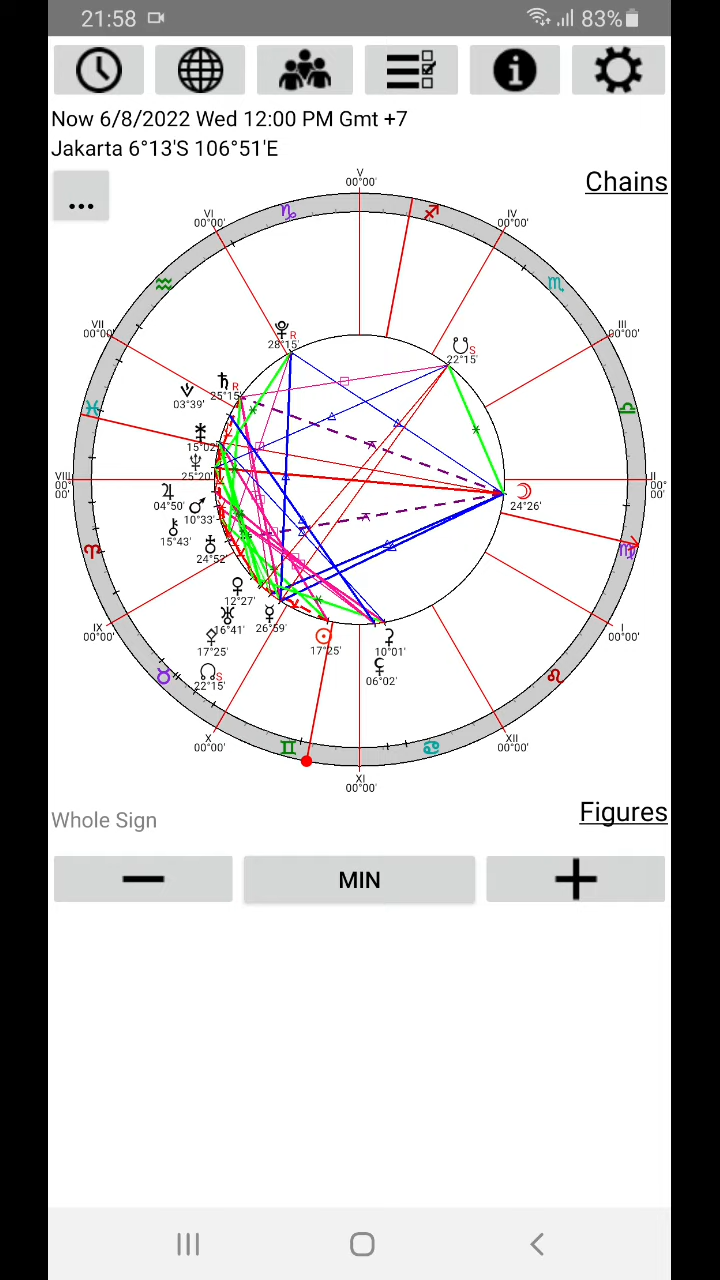 21:58 83%
Now 6/8/2022 Wed 12:00 PM Gmt +7
Jakarta 6°13'S 106°51'E
...
Chains
V
00°00'
VI
00°00'
IV
00°00'
VII
00°00'
III
00°00'
R
28°15'
S
22°15'
R
25°15'
03°39'
15°02'
25°20'
VIII
00°
00'
II
00°
00'
04°50'
10°33'
24°26'
15°43'
24°52'
12°27'
16°41'
26°59'
17°25'
17°25'
10°01'
06°02'
S
22°15'
IX
00°00'
I
00°00'
X
00°00'
XII
00°00'
XI
00°00'
Whole Sign
Figures
MIN